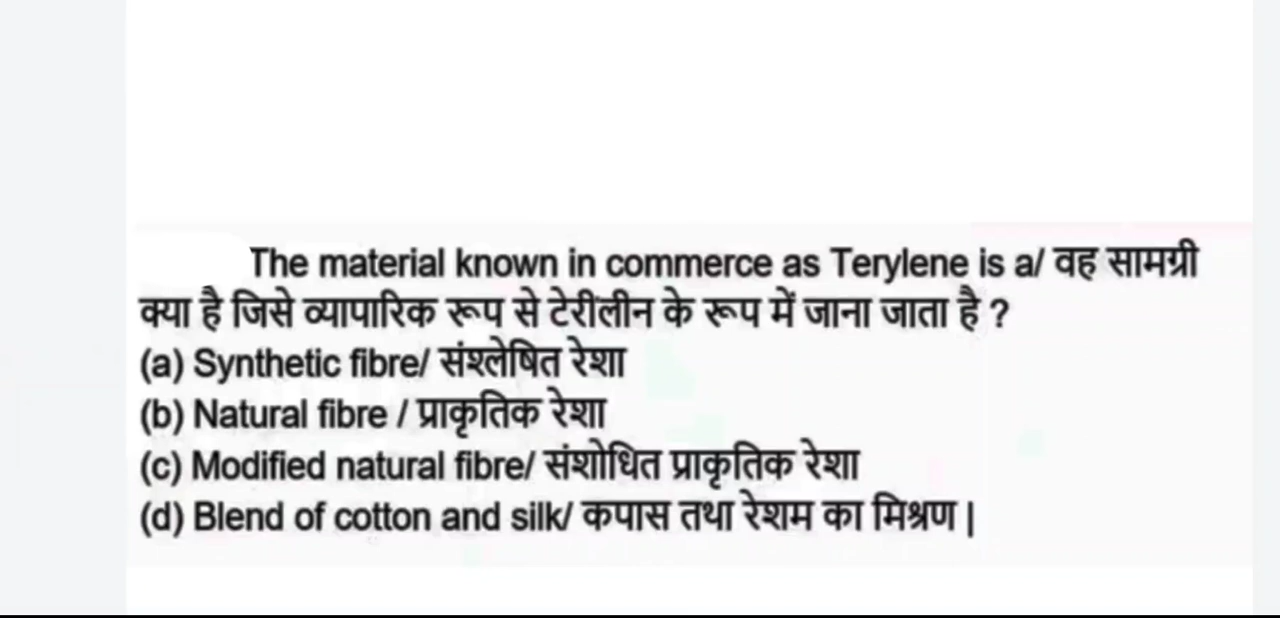 The material known in commerce as Terylene is a/ वह सामग्री
क्या है जिसे व्यापारिक रूप से टेरीलीन के रूप में जाना जाता है ?
(a) Synthetic fibre/ संश्लेषित रेशा
(b) Natural fibre / प्राकृतिक रेशा
(c) Modified natural fibre/ संशोधित प्राकृतिक रेशा
(d) Blend of cotton and silk/ कपास तथा रेशम का मिश्रण |